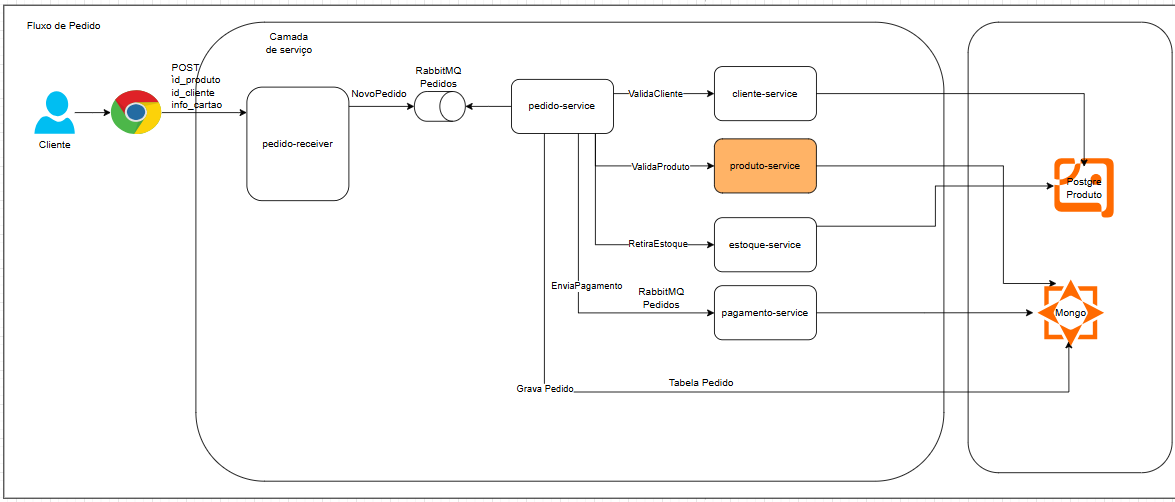 Fluxo de Pedido
Camada
de serviço
POST
id_produto
id_cliente
info_cartao
Cliente
pedido-receiver
NovoPedido
RabbitMQ
Pedidos
pedido-service
ValidaCliente
cliente-service
ValidaProduto
produto-service
RetiraEstoque
estoque-service
EnviaPagamento
RabbitMQ
Pedidos
pagamento-service
Grava Pedido
Tabela Pedido
Postgre
Produto
Mongo